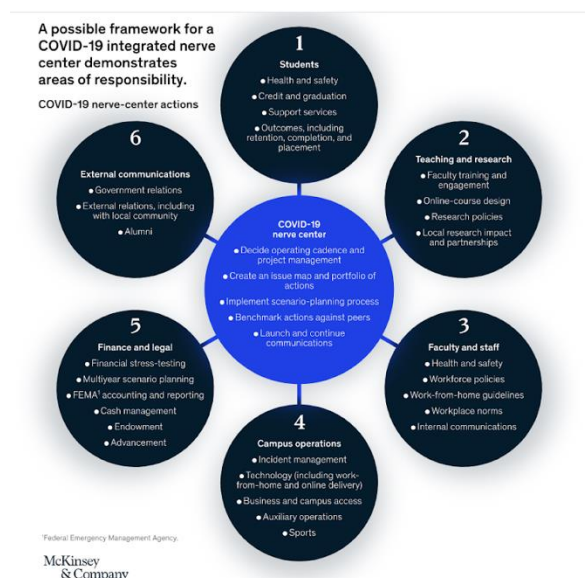 A possible framework for a
COVID-19 integrated nerve
center demonstrates
areas of responsibility.
COVID-19 nerve-center actions
1
Students
● Health and safety
● Credit and graduation
● Support services
● Outcomes, including
retention, completion, and
placement
2
Teaching and research
● Faculty training and
engagement
● Online-course design
● Research policies
● Local research impact
and partnerships
3
Faculty and staff
● Health and safety
● Workforce policies
● Work-from-home guidelines
● Workplace norms
● Internal communications
4
Campus operations
● Incident management
● Technology (including work-
from-home and online delivery)
● Business and campus access
● Auxiliary operations
● Sports
5
Finance and legal
● Financial stress-testing
● Multiyear scenario planning
● FEMA¹ accounting and reporting
● Cash management
● Endowment
● Advancement
6
External communications
● Government relations
● External relations, including
with local community
● Alumni
COVID-19
nerve center
● Decide operating cadence and
project management
● Create an issue map and portfolio of
actions
● Implement scenario-planning process
● Benchmark actions against peers
● Launch and continue
communications
¹Federal Emergency Management Agency.
McKinsey
& Company